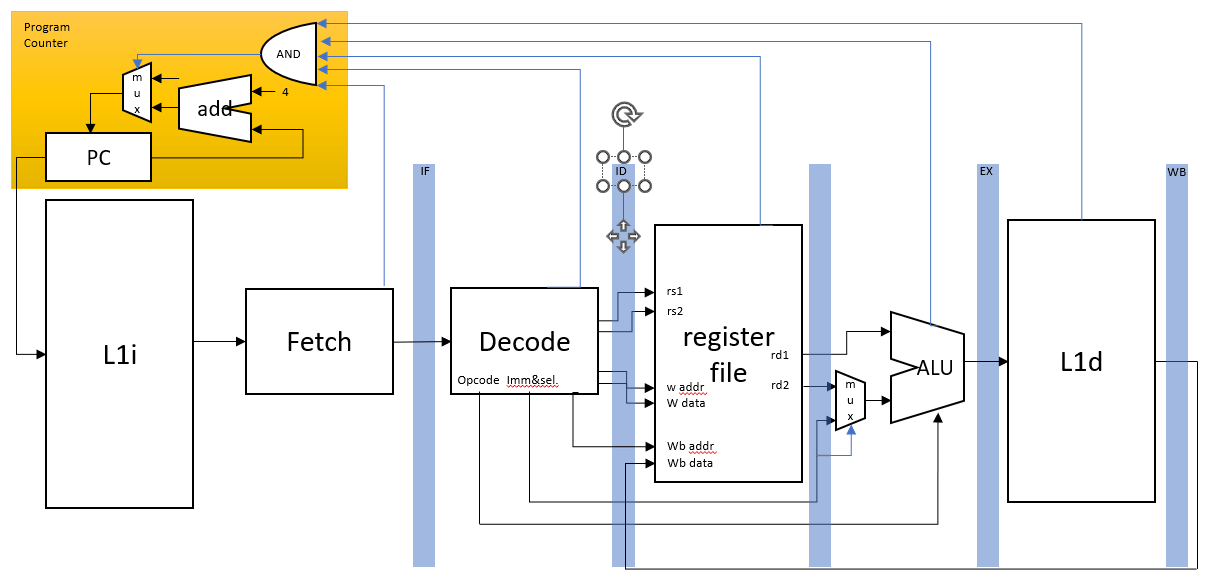 Program
Counter
AND
m
u
x
add
4
PC
IF
ID
EX
WB
L1i
Fetch
Decode
Opcode Imm&sel.
rs1
rs2
register
file
rd1
rd2
w addr
W data
Wb addr
Wb data
m
u
x
ALU
L1d